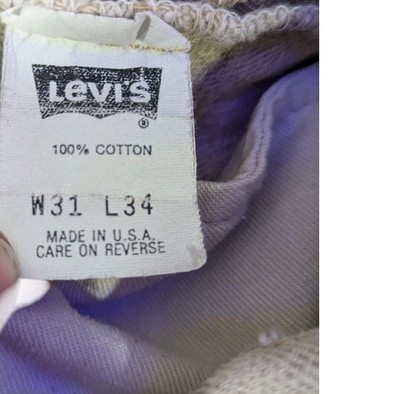 LEVI'S
®
100% COTTON
W31 L34
MADE IN U.S.A.
CARE ON REVERSE